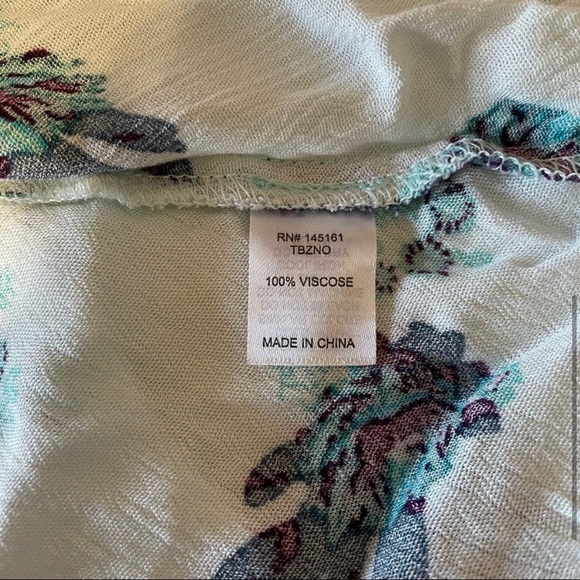 RN# 145161
TBZNO
100% VISCOSE
MADE IN CHINA